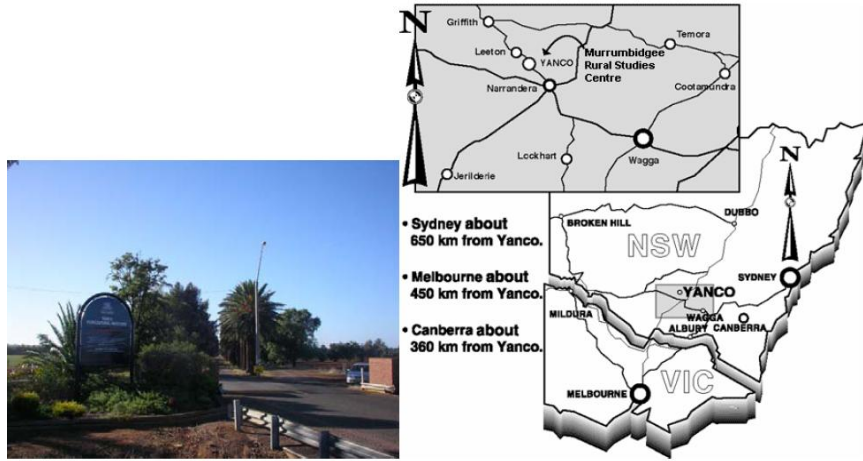 N
Griffith
Temora
Leeton
YANCO
Murrumbidgee
Rural Studies
Centre
Cootamundra
Narrandera
Lockhart
Wagga
Jerilderie
N
• Sydney about
650 km from Yanco.
• Melbourne about
450 km from Yanco.
• Canberra about
360 km from Yanco.
BROKEN HILL
DUBBO
NSW
SYDNEY
YANCO
MILDURA
WAGGA
ALBURY
CANBERRA
MELBOURNE
VIC